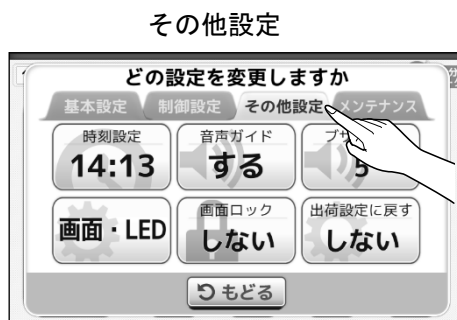 その他設定
どの設定を変更しますか
基本設定 制御設定 その他設定 メンテナンス
時刻設定 音声ガイド
14:13 する 5
画面・LED
画面ロック 出荷設定に戻す
しない しない
もどる